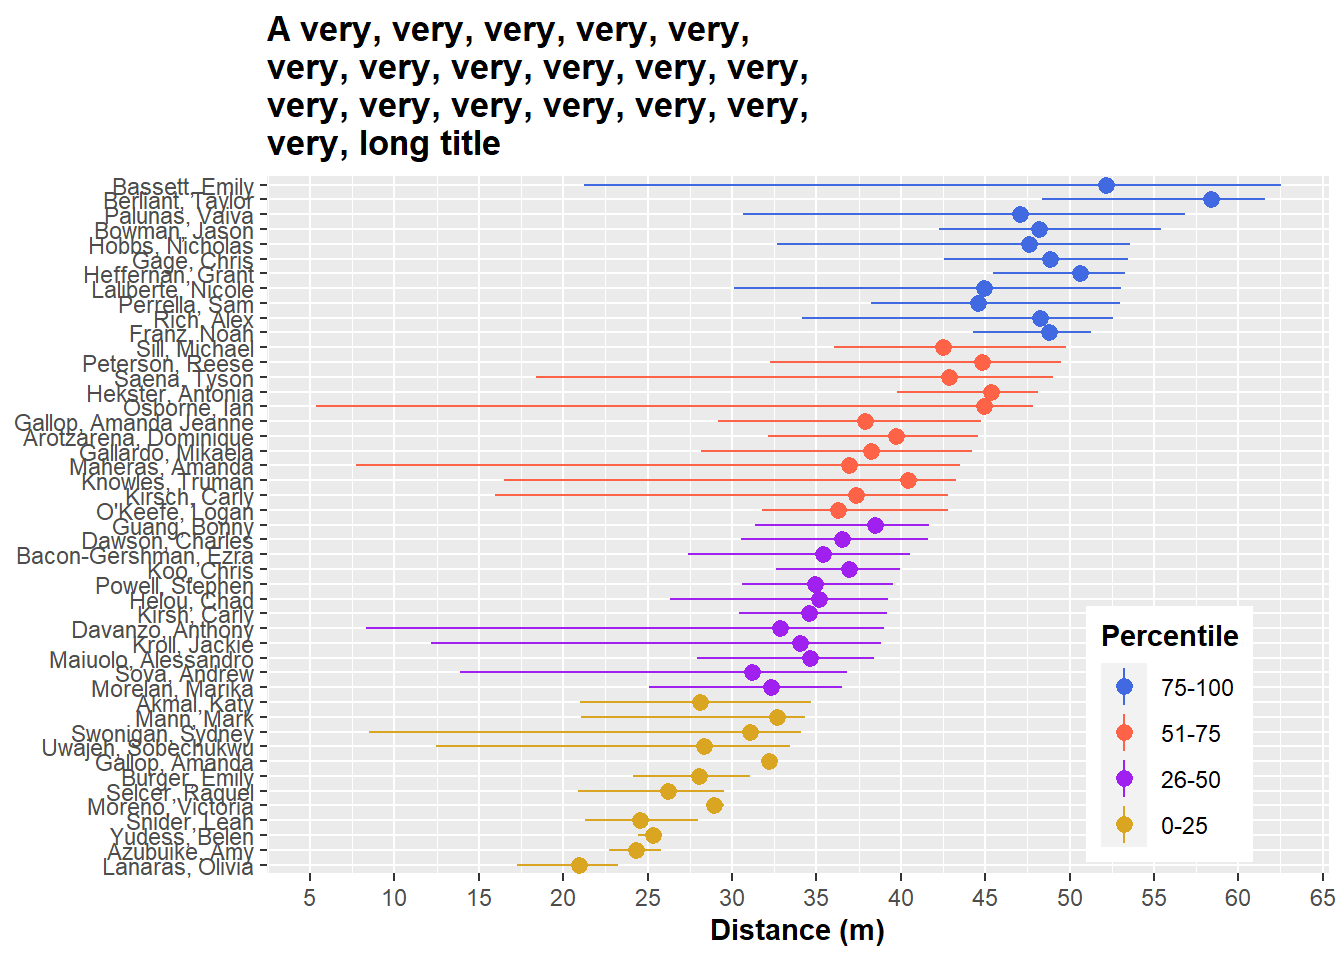 A very, very, very, very, very,
very, very, very, very, very, very,
very, very, very, very, very, very,
very, long title
Bassett, Emily
Berliant, Taylor
Palunas, Vaiva
Bowman, Jason
Hobbs, Nicholas
Gage, Chris
Heffernan, Grant
Laliberte, Nicole
Perrella, Sam
Rich, Alex
Franz, Noah
Sill, Michael
Peterson, Reese
Saena, Tyson
Hekster, Antonia
Osborne, Ian
Gallop, Amanda Jeanne
Arotzarena, Dominique
Gallardo, Mikaela
Maheras, Amanda
Knowles, Truman
Kirsch, Carly
O'Keefe, Logan
Guang, Bonny
Dawson, Charles
Bacon-Gershman, Ezra
Koo, Chris
Powell, Stephen
Helou, Chad
Kirsh, Carly
Davanzo, Anthony
Kroll, Jackie
Maiuolo, Alessandro
Sova, Andrew
Morelan, Marika
Akmal, Katy
Mann, Mark
Swonigan, Sydney
Uwajeh, Sobechukwu
Gallop, Amanda
Burger, Emily
Selcer, Raquel
Moreno, Victoria
Snider, Leah
Yudess, Belen
Azubuike, Amy
Lanaras, Olivia
Percentile
75-100
51-75
26-50
0-25
5 10 15 20 25 30 35 40 45 50 55 60 65
Distance (m)